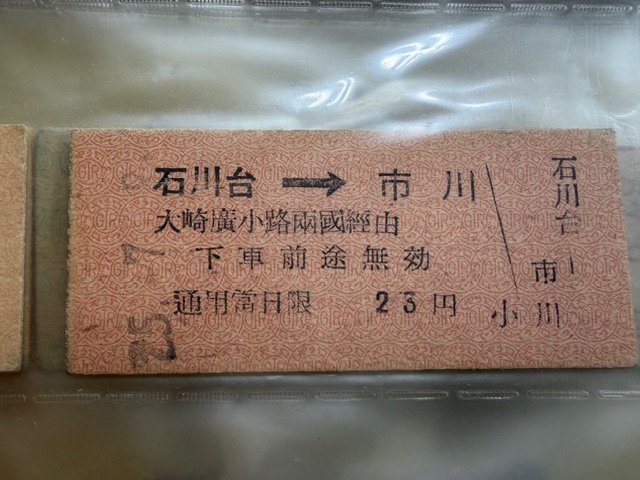 石川台 → 市川
大崎廣小路兩國經由
下車前途無効
通用當日限 23円
石川台
市川
小